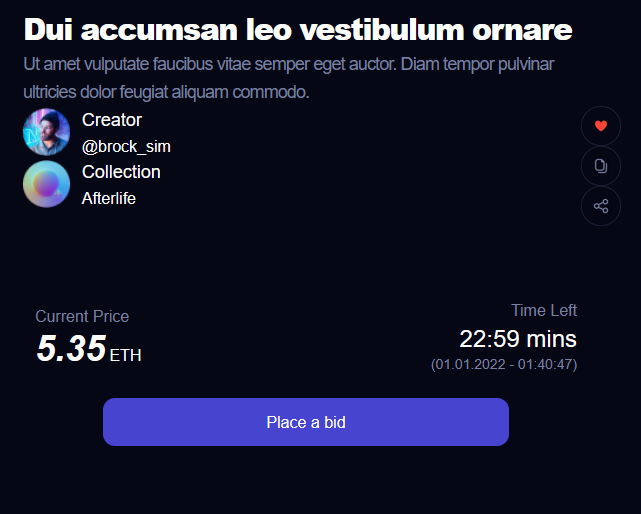 Dui accumsan leo vestibulum ornare
Ut amet vulputate faucibus vitae semper eget auctor. Diam tempor pulvinar
ultricies dolor feugiat aliquam commodo.
Creator
@brock_sim
Collection
Afterlife
Current Price
5.35 ETH
Time Left
22:59 mins
(01.01.2022 - 01:40:47)
Place a bid